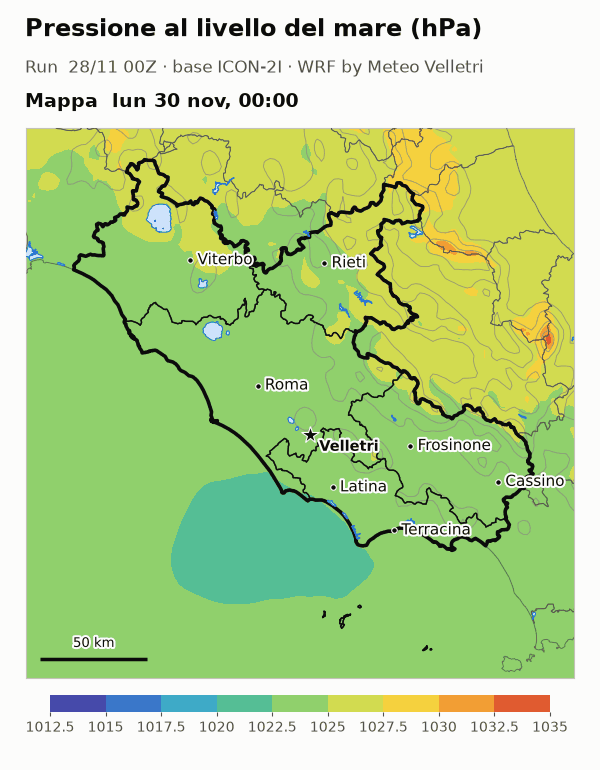 Pressione al livello del mare (hPa)
Run  28/11 00Z · base ICON-2I · WRF by Meteo Velletri
Mappa  lun 30 nov, 00:00
Viterbo
Rieti
Roma
Velletri
Frosinone
Latina
Cassino
Terracina
50 km
1012.5 1015 1017.5 1020 1022.5 1025 1027.5 1030 1032.5 1035